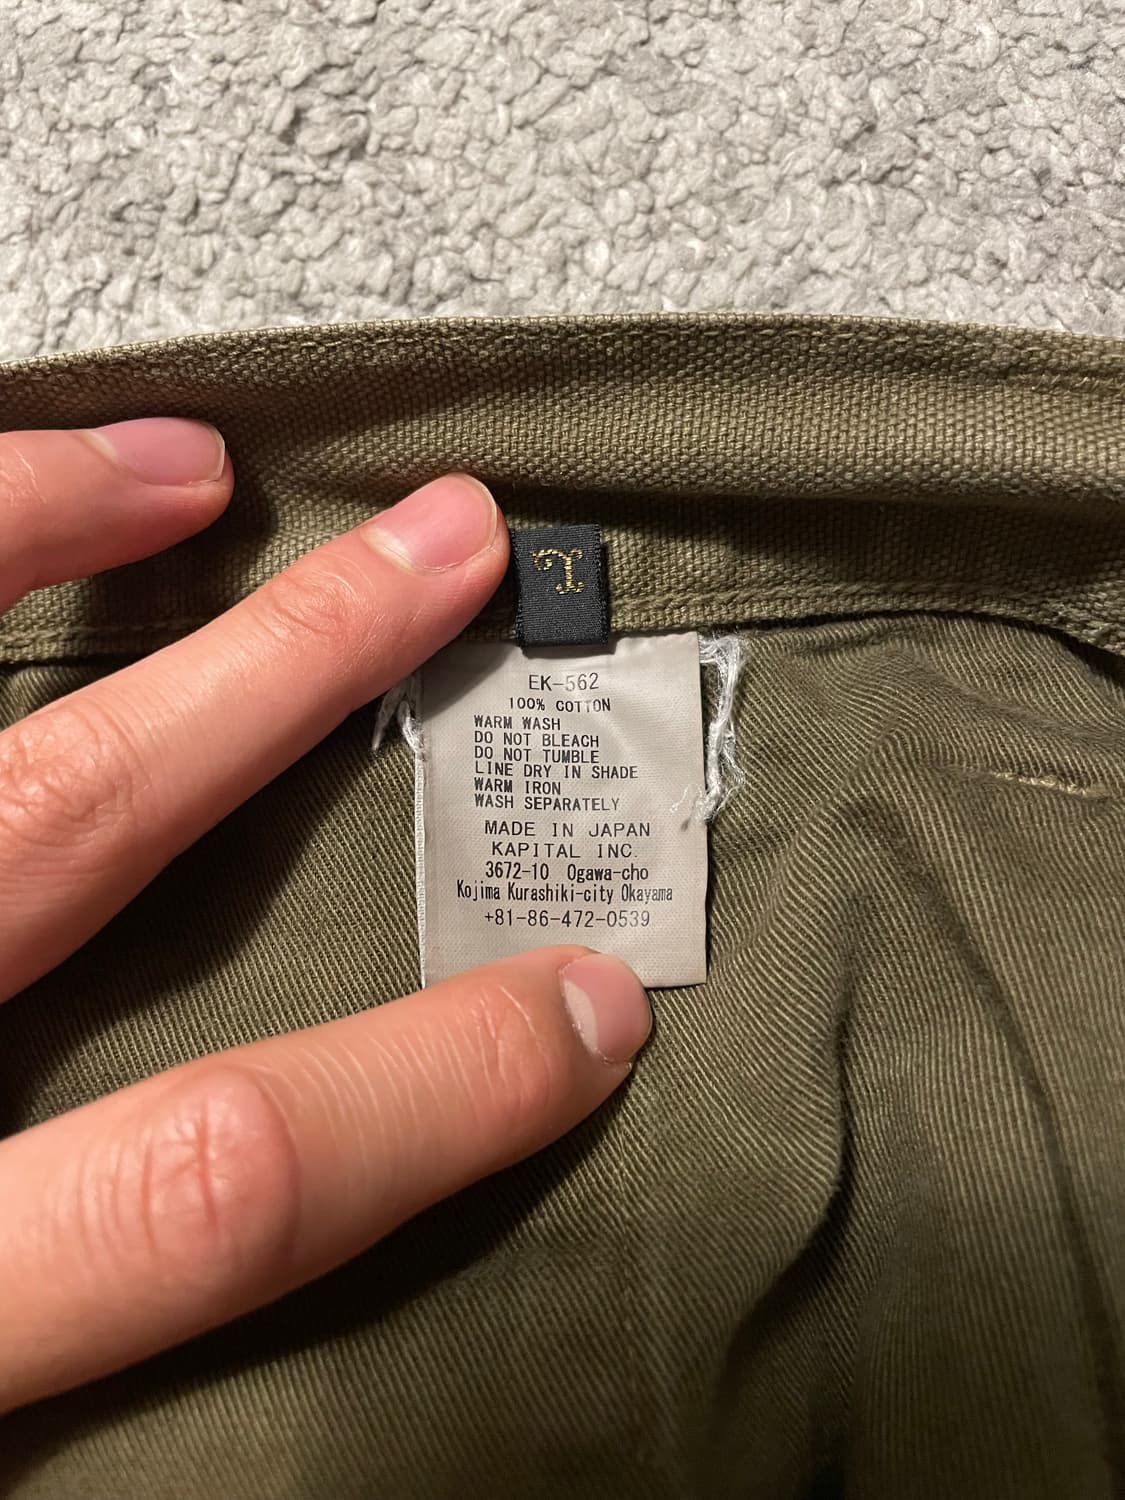 EK-562
100% COTTON
WARM WASH
DO NOT BLEACH
DO NOT TUMBLE
LINE DRY IN SHADE
WARM IRON
WASH SEPARATELY
MADE IN JAPAN
KAPITAL INC.
3672-10 Ogawa-cho
Kojima Kurashiki-city Okayama
+81-86-472-0539